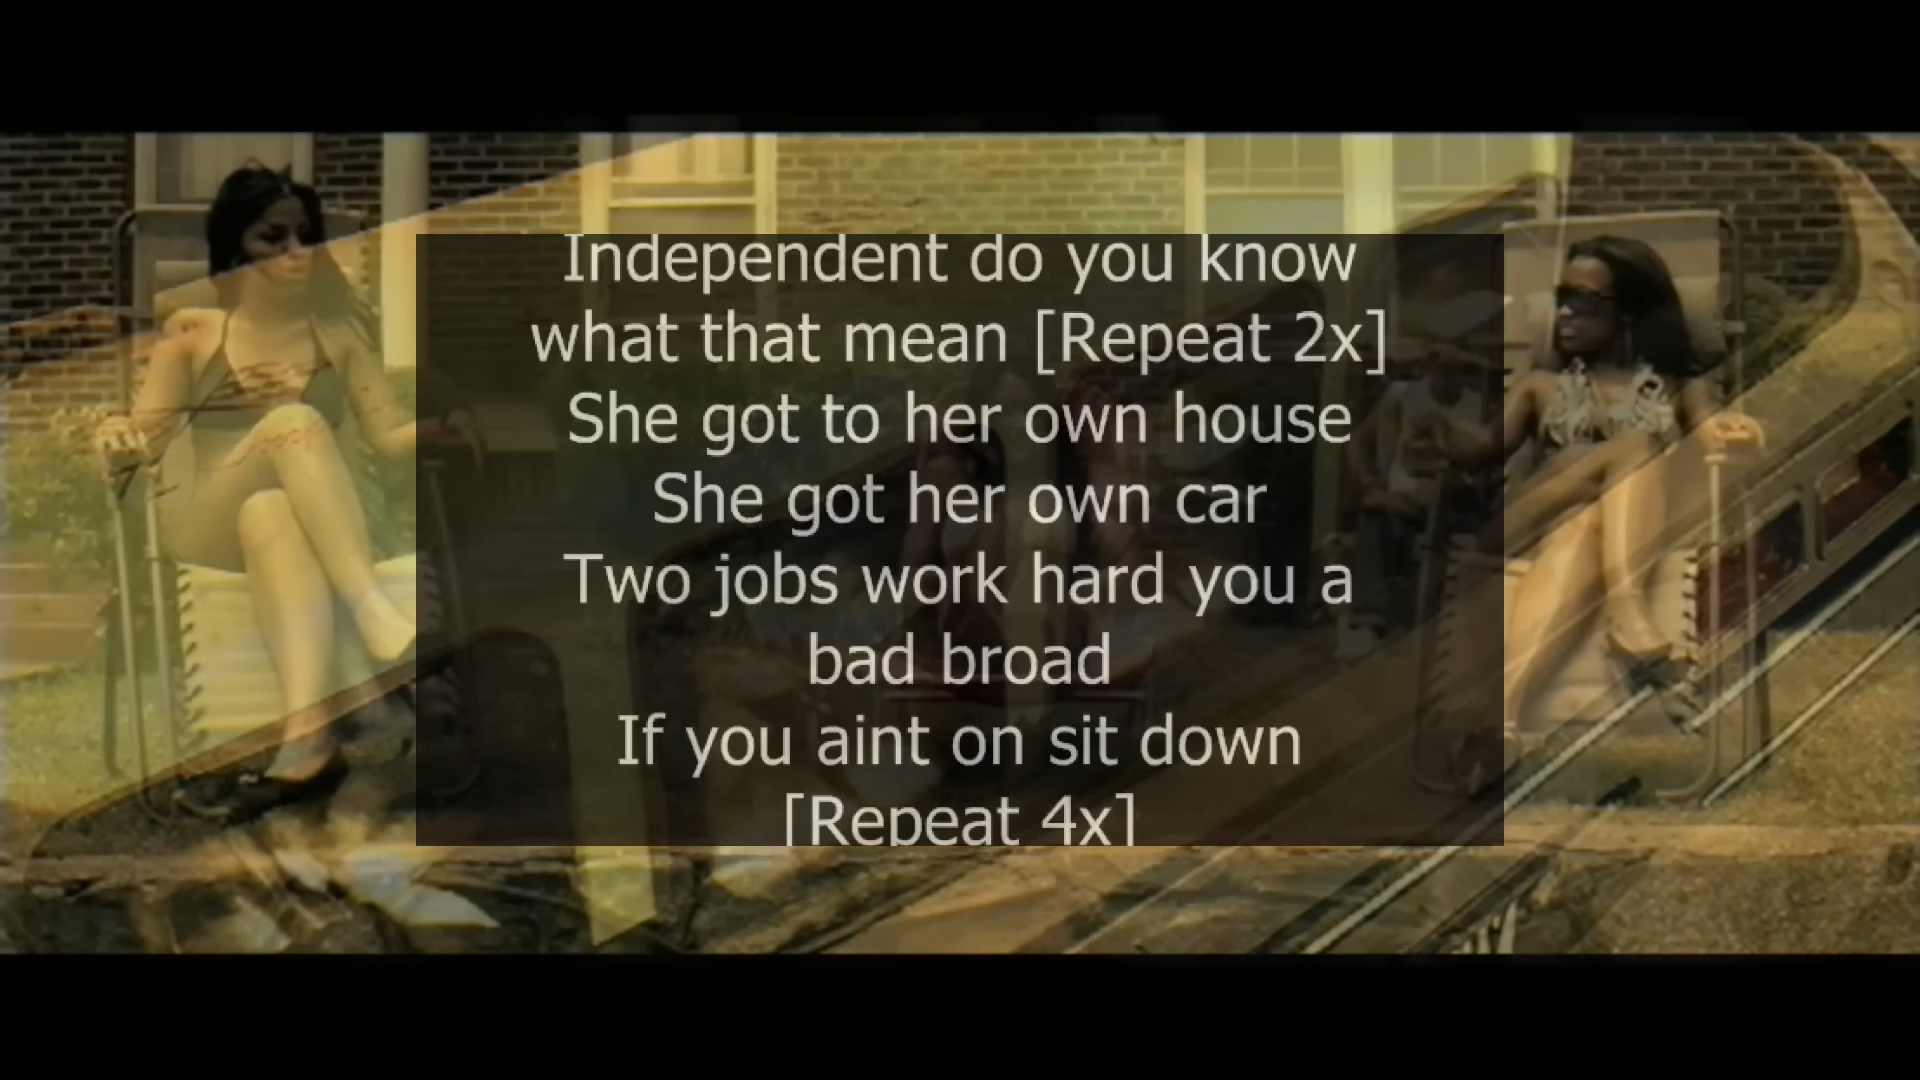 Independent do you know
what that mean [Repeat 2x]
She got to her own house
She got her own car
Two jobs work hard you a
bad broad
If you aint on sit down
[Repeat 4x]